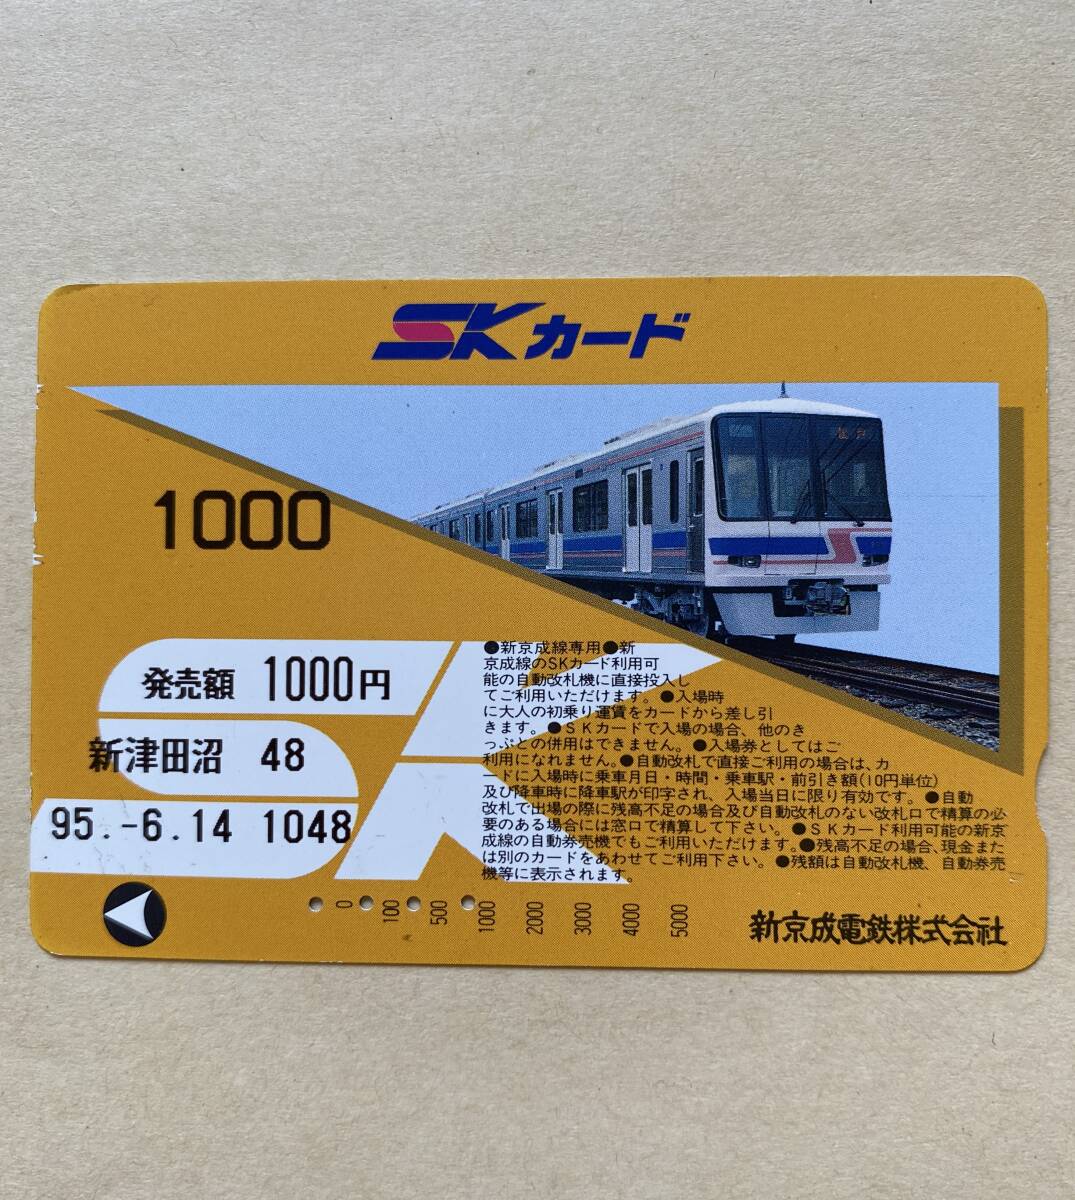 SKカード
1000
発売額 1000円
新津田沼 48
95.-6.14 1048
●新京成線専用●新
京成線のSKカード利用可
能の自動改札機に直接投入し
てご利用いただけます。●入場時
に大人の初乗り運賃をカードから差し引
きます。●SKカードで入場の場合、他のき
っぷとの併用はできません。●入場券としてはご
利用になれません。●自動改札で直接ご利用の場合は、カ
ードに入場時に乗車月日・時間・乗車駅・前引き額(10円単位)
及び降車時に降車駅が印字され、入場当日に限り有効です。●自動
改札で出場の際に残高不足の場合及び自動改札のない改札口で精算の必
要のある場合には窓口で精算して下さい。●SKカード利用可能の新京
成線の自動券売機でもご利用いただけます。●残高不足の場合、現金また
は別のカードをあわせてご利用下さい。●残額は自動改札機、自動券売
機等に表示されます。
0 100 500 1000 2000 3000 4000 5000
新京成電鉄株式会社